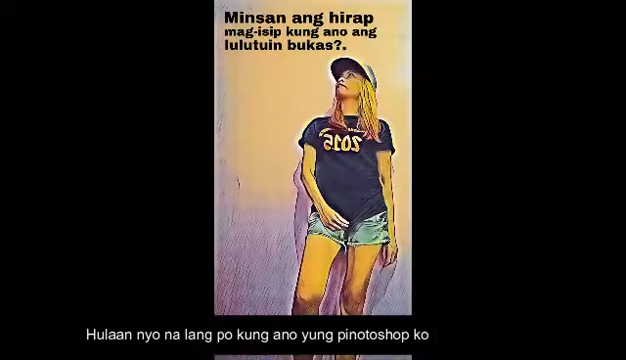 Minsan ang hirap
mag-isip kung ano ang
lulutuin bukas?.
2015
Hulaan nyo na lang po kung ano yung pinotoshop ko